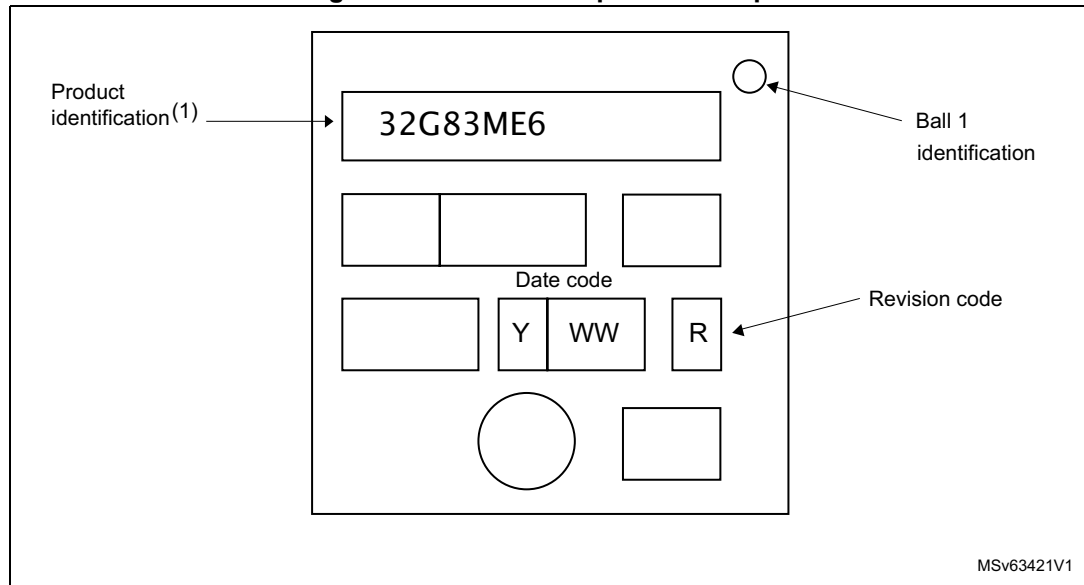 Product
identification(1)
32G83ME6
Ball 1
identification
Date code
Y WW R
Revision code
MSv63421V1